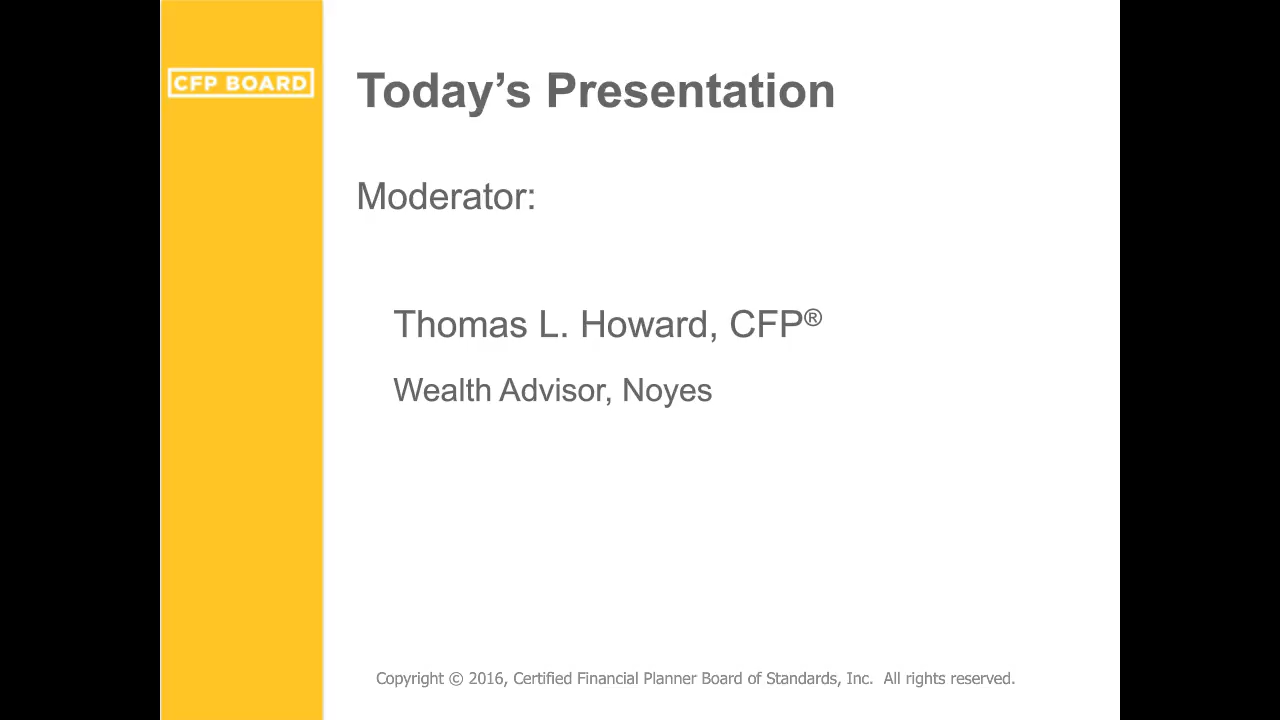 CFP BOARD
Today’s Presentation
Moderator:
Thomas L. Howard, CFP®
Wealth Advisor, Noyes
Copyright © 2016, Certified Financial Planner Board of Standards, Inc.  All rights reserved.